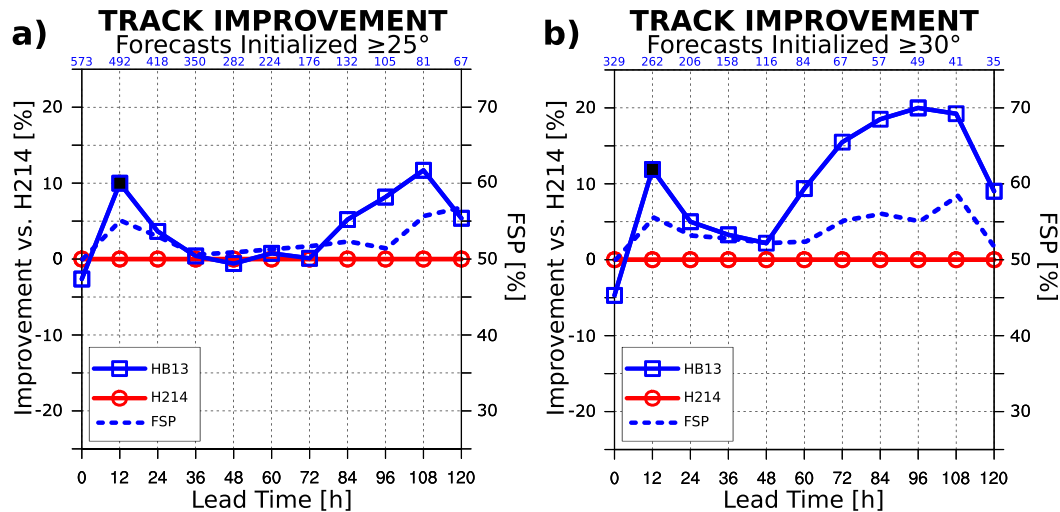 a)
TRACK IMPROVEMENT
Forecasts Initialized ≥25°
573 492 418 350 282 224 176 132 105 81 67
Improvement vs. H214 [%]
20
10
0
-10
-20
70
60
50
40
30
FSP [%]
HB13
H214
FSP
0 12 24 36 48 60 72 84 96 108 120
Lead Time [h]
b)
TRACK IMPROVEMENT
Forecasts Initialized ≥30°
329 262 206 158 116 84 67 57 49 41 35
Improvement vs. H214 [%]
20
10
0
-10
-20
70
60
50
40
30
FSP [%]
HB13
H214
FSP
0 12 24 36 48 60 72 84 96 108 120
Lead Time [h]